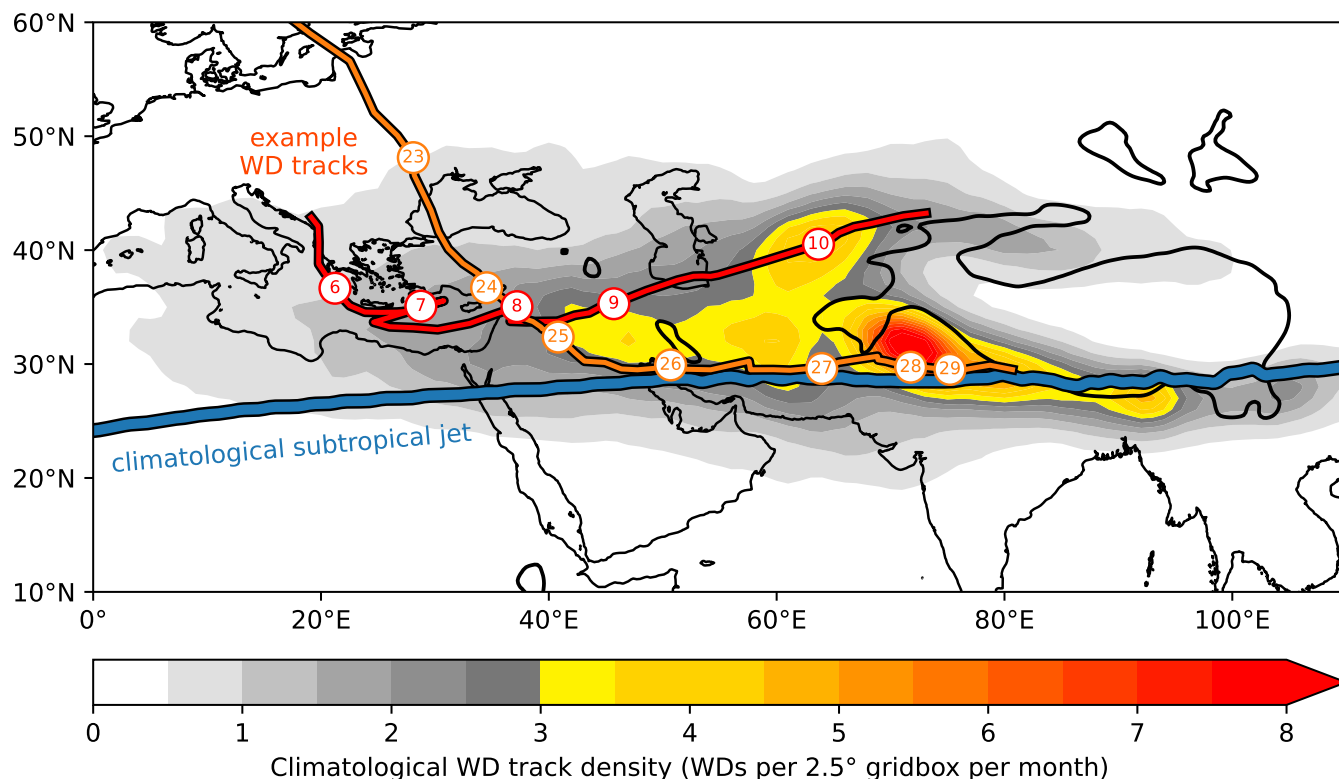 60°N
50°N
40°N
30°N
20°N
10°N
example
WD tracks
23
24
25
26
27
28
29
6
7
8
9
10
climatological subtropical jet
0° 20°E 40°E 60°E 80°E 100°E
0 1 2 3 4 5 6 7 8
Climatological WD track density (WDs per 2.5° gridbox per month)